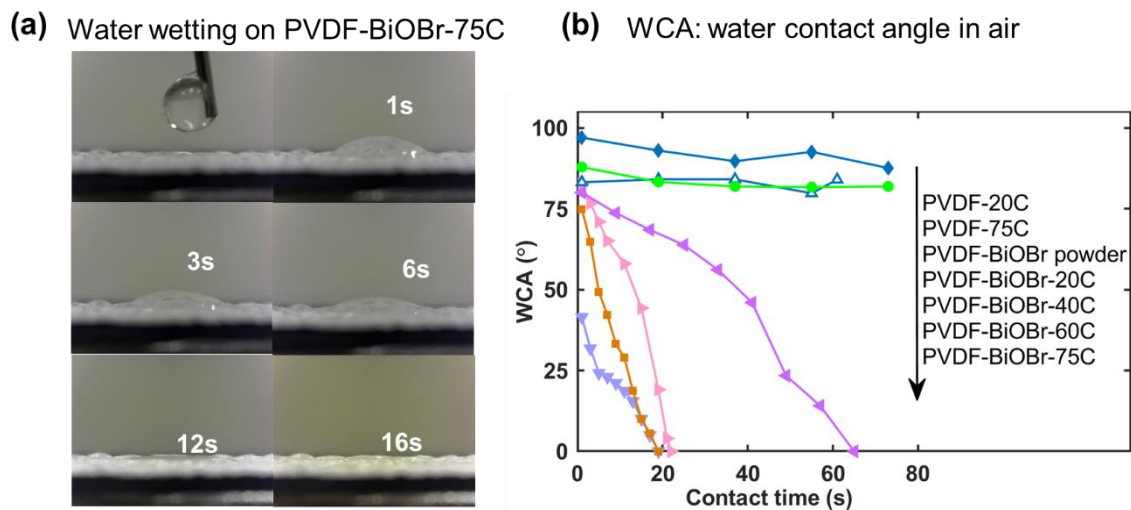 (a) Water wetting on PVDF-BiOBr-75C
1s
3s
6s
12s
16s
(b) WCA: water contact angle in air
100
75
50
25
0
WCA (°)
0
20
40
60
80
Contact time (s)
PVDF-20C
PVDF-75C
PVDF-BiOBr powder
PVDF-BiOBr-20C
PVDF-BiOBr-40C
PVDF-BiOBr-60C
PVDF-BiOBr-75C